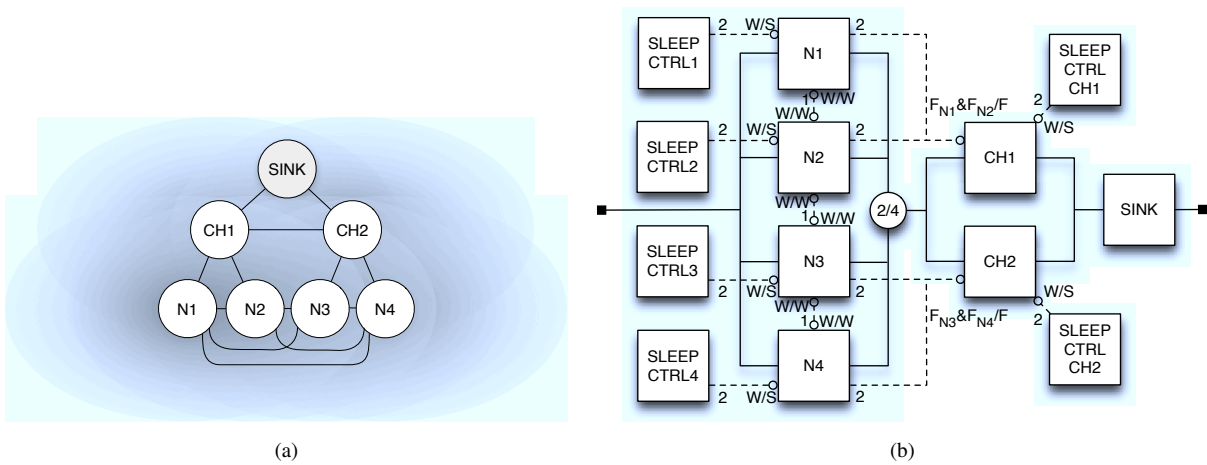 SINK
CH1
CH2
N1
N2
N3
N4
(a)
SLEEP
CTRL1
2
W/S
N1
2
1
W/W
W/W
SLEEP
CTRL2
2
W/S
N2
2
W/W
1
W/W
SLEEP
CTRL3
2
W/S
N3
2
W/W
1
W/W
SLEEP
CTRL4
2
W/S
N4
2
2/4
F_N1&F_N2/F
CH1
2
W/S
SLEEP
CTRL
CH1
SINK
CH2
F_N3&F_N4/F
W/S
2
SLEEP
CTRL
CH2
(b)